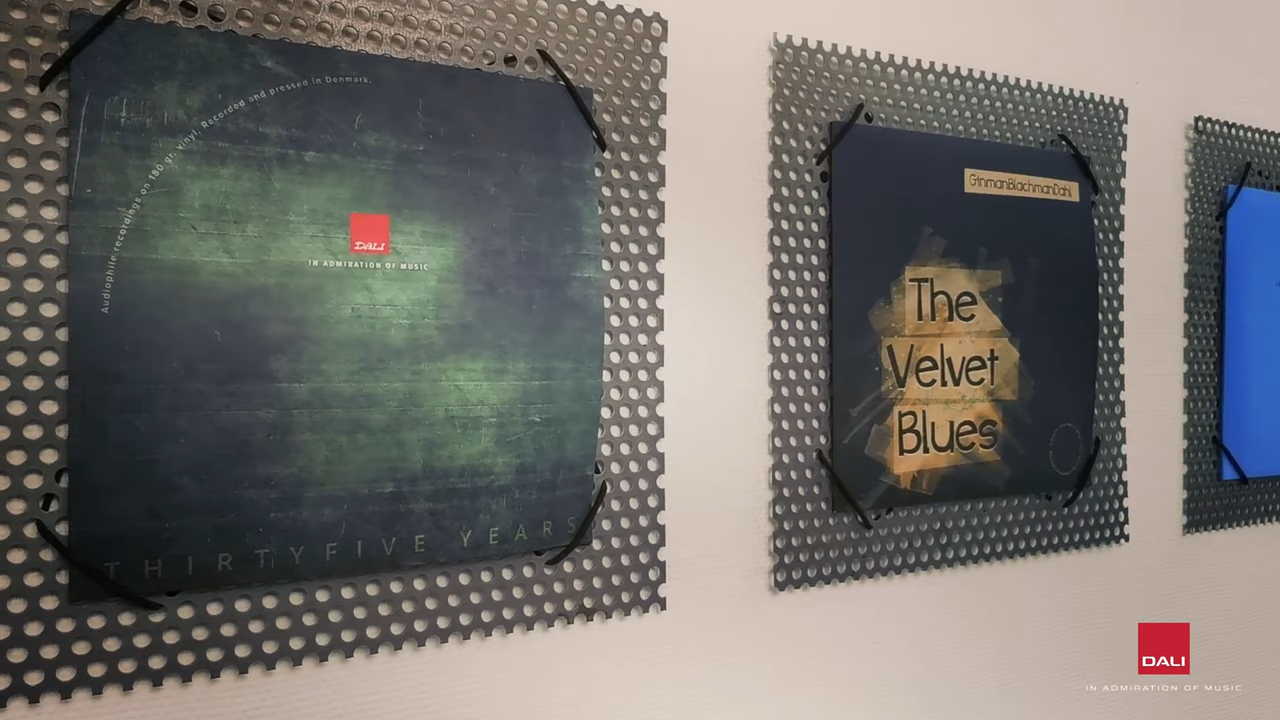 Audiophile recordings on 180 gr. Vinyl. Recorded and pressed in Denmark.
DALI
IN ADMIRATION OF MUSIC
THIRTYFIVE YEARS
GinmanBlachmanDahl
The
Velvet
Blues
DALI
IN ADMIRATION OF MUSIC